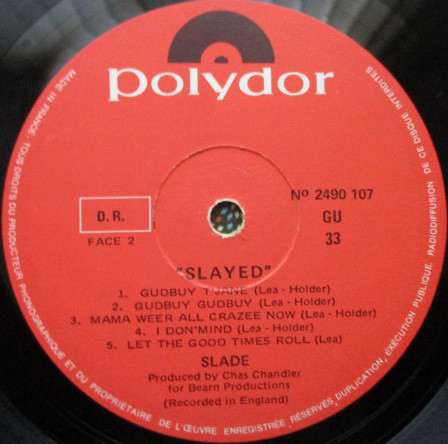 polydor
Nº 2490 107
D.R.
GU
FACE 2
33
"SLAYED"
1. GUDBUY T'JANE (Lea - Holder)
2. GUDBUY GUDBUY (Lea - Holder)
3. MAMA WEER ALL CRAZEE NOW (Lea - Holder)
4. I DON'MIND (Lea - Holder)
5. LET THE GOOD TIMES ROLL (Lea)
SLADE
Produced by Chas Chandler
for Bearn Productions
(Recorded in England)
MADE IN FRANCE. TOUS DROITS DU PRODUCTEUR PHONOGRAPHIQUE ET DU PROPRIETAIRE DE L'ŒUVRE ENREGISTRÉE, RÉSERVÉS, DUPLICATION, EXÉCUTION PUBLIQUE, RADIODIFFUSION DE CE DISQUE INTERDITES